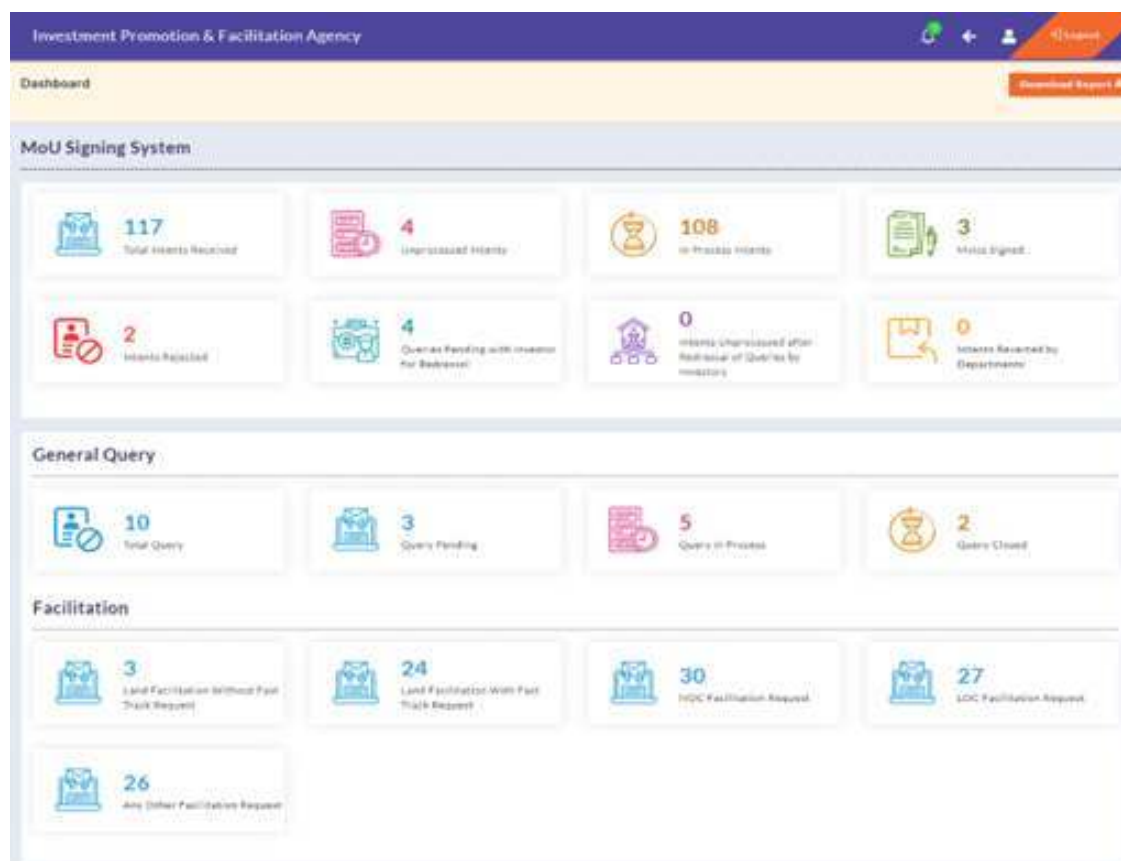 Investment Promotion & Facilitation Agency
Logout
Dashboard
Download Report
MoU Signing System
117
Total Intents Received
4
Unprocessed Intents
108
In Process Intents
3
MoUs Signed
2
Intents Rejected
4
Queries Pending with Investor
for Redressal
0
Intents Unprocessed after
Redressal of Queries by
Investors
0
Intents Reverted by
Departments
General Query
10
Total Query
3
Query Pending
5
Query In Process
2
Query Closed
Facilitation
3
Land Facilitation Without Fast
Track Request
24
Land Facilitation With Fast
Track Request
30
NOC Facilitation Request
27
LOC Facilitation Request
26
Any Other Facilitation Request